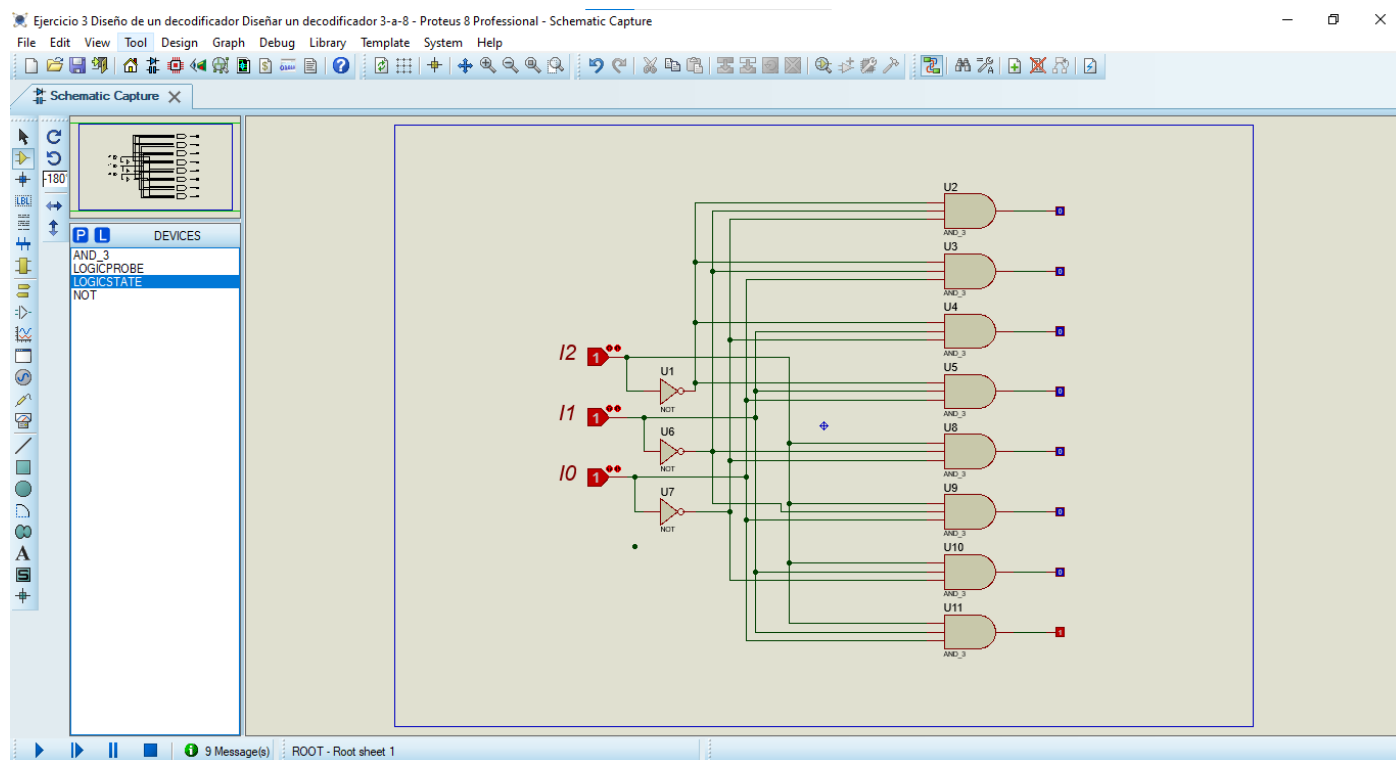 Ejercicio 3 Diseño de un decodificador Diseñar un decodificador 3-a-8 - Proteus 8 Professional - Schematic Capture
File Edit View Tool Design Graph Debug Library Template System Help
Schematic Capture
-180°
LBL
P L DEVICES
AND_3
LOGICPROBE
LOGICSTATE
NOT
A
S
U2
0
AND_3
U3
0
AND_3
U4
0
AND_3
I2 1
U1
NOT
U5
0
AND_3
I1 1
U6
NOT
U8
0
AND_3
I0 1
U7
NOT
U9
0
AND_3
U10
0
AND_3
U11
1
AND_3
9 Message(s) ROOT - Root sheet 1